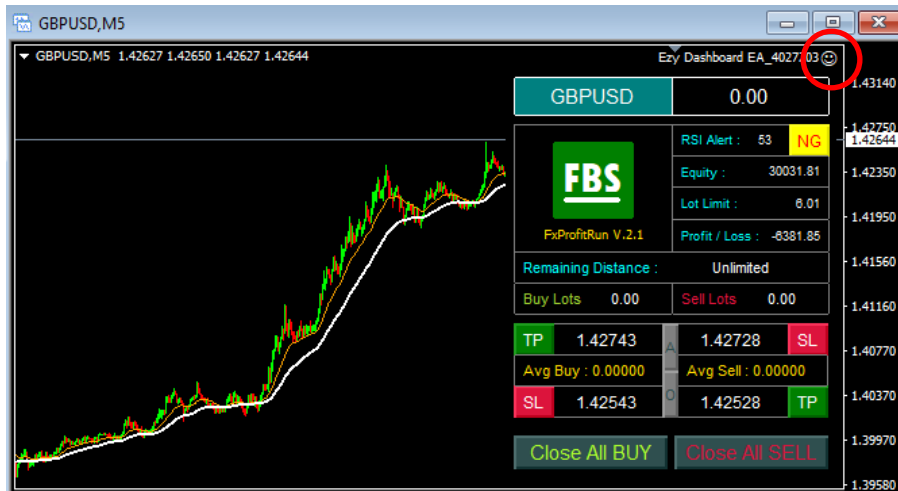 GBPUSD,M5
GBPUSD,M5 1.42627 1.42650 1.42627 1.42644
Ezy Dashboard EA_4027703
GBPUSD 0.00
RSI Alert : 53 NG
Equity : 30031.81
Lot Limit : 6.01
Profit / Loss : -6381.85
FBS
FxProfitRun V.2.1
Remaining Distance : Unlimited
Buy Lots 0.00 Sell Lots 0.00
TP 1.42743 A 1.42728 SL
Avg Buy : 0.00000 Avg Sell : 0.00000
SL 1.42543 O 1.42528 TP
Close All BUY Close All SELL
1.43140
1.42750
1.42644
1.42350
1.41950
1.41560
1.41160
1.40770
1.40370
1.39970
1.39580